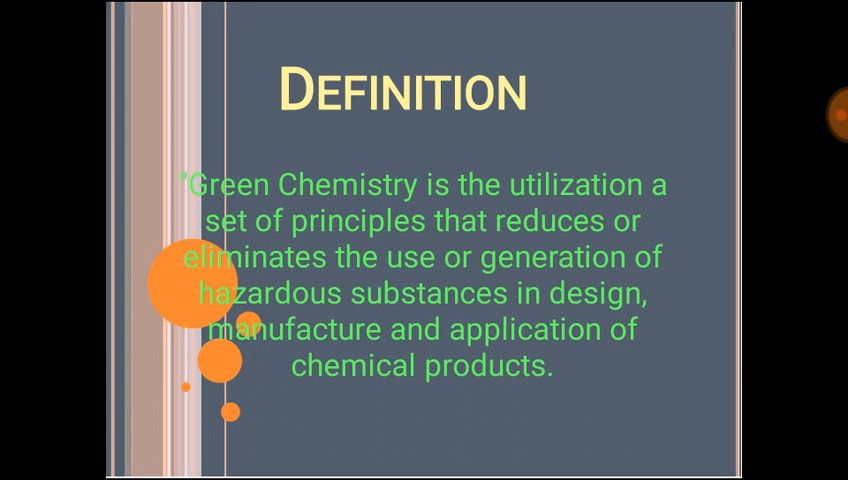 DEFINITION
"Green Chemistry is the utilization a
set of principles that reduces or
eliminates the use or generation of
hazardous substances in design,
manufacture and application of
chemical products.